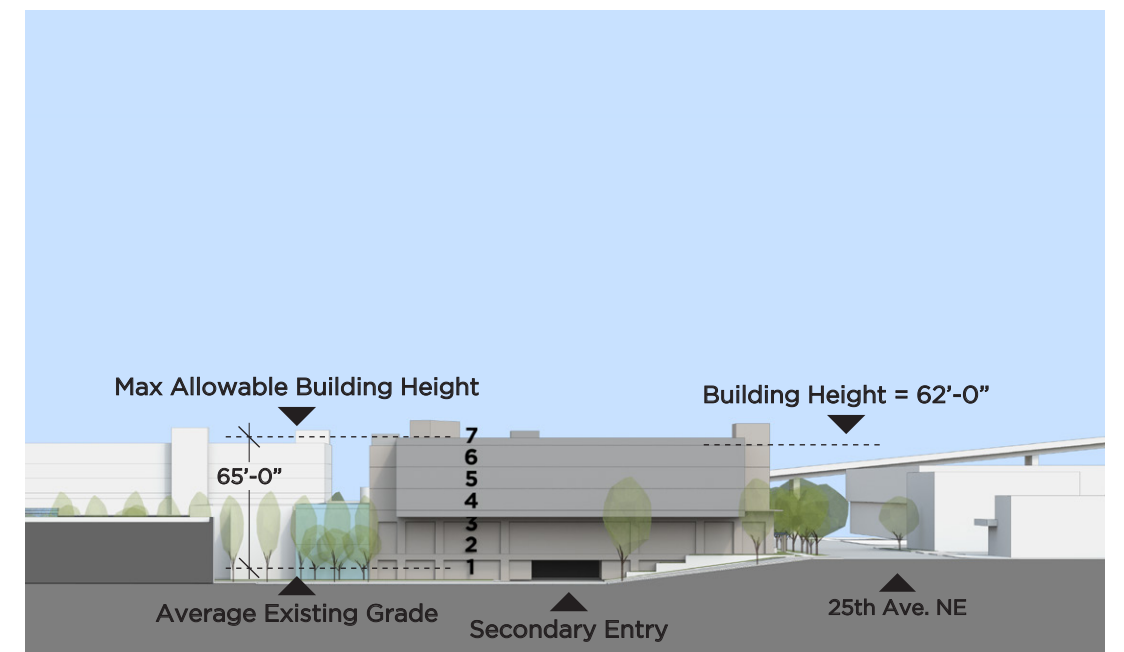 Max Allowable Building Height
Building Height = 62’-0”
7
6
65’-0”
5
4
3
2
1
Average Existing Grade
25th Ave. NE
Secondary Entry